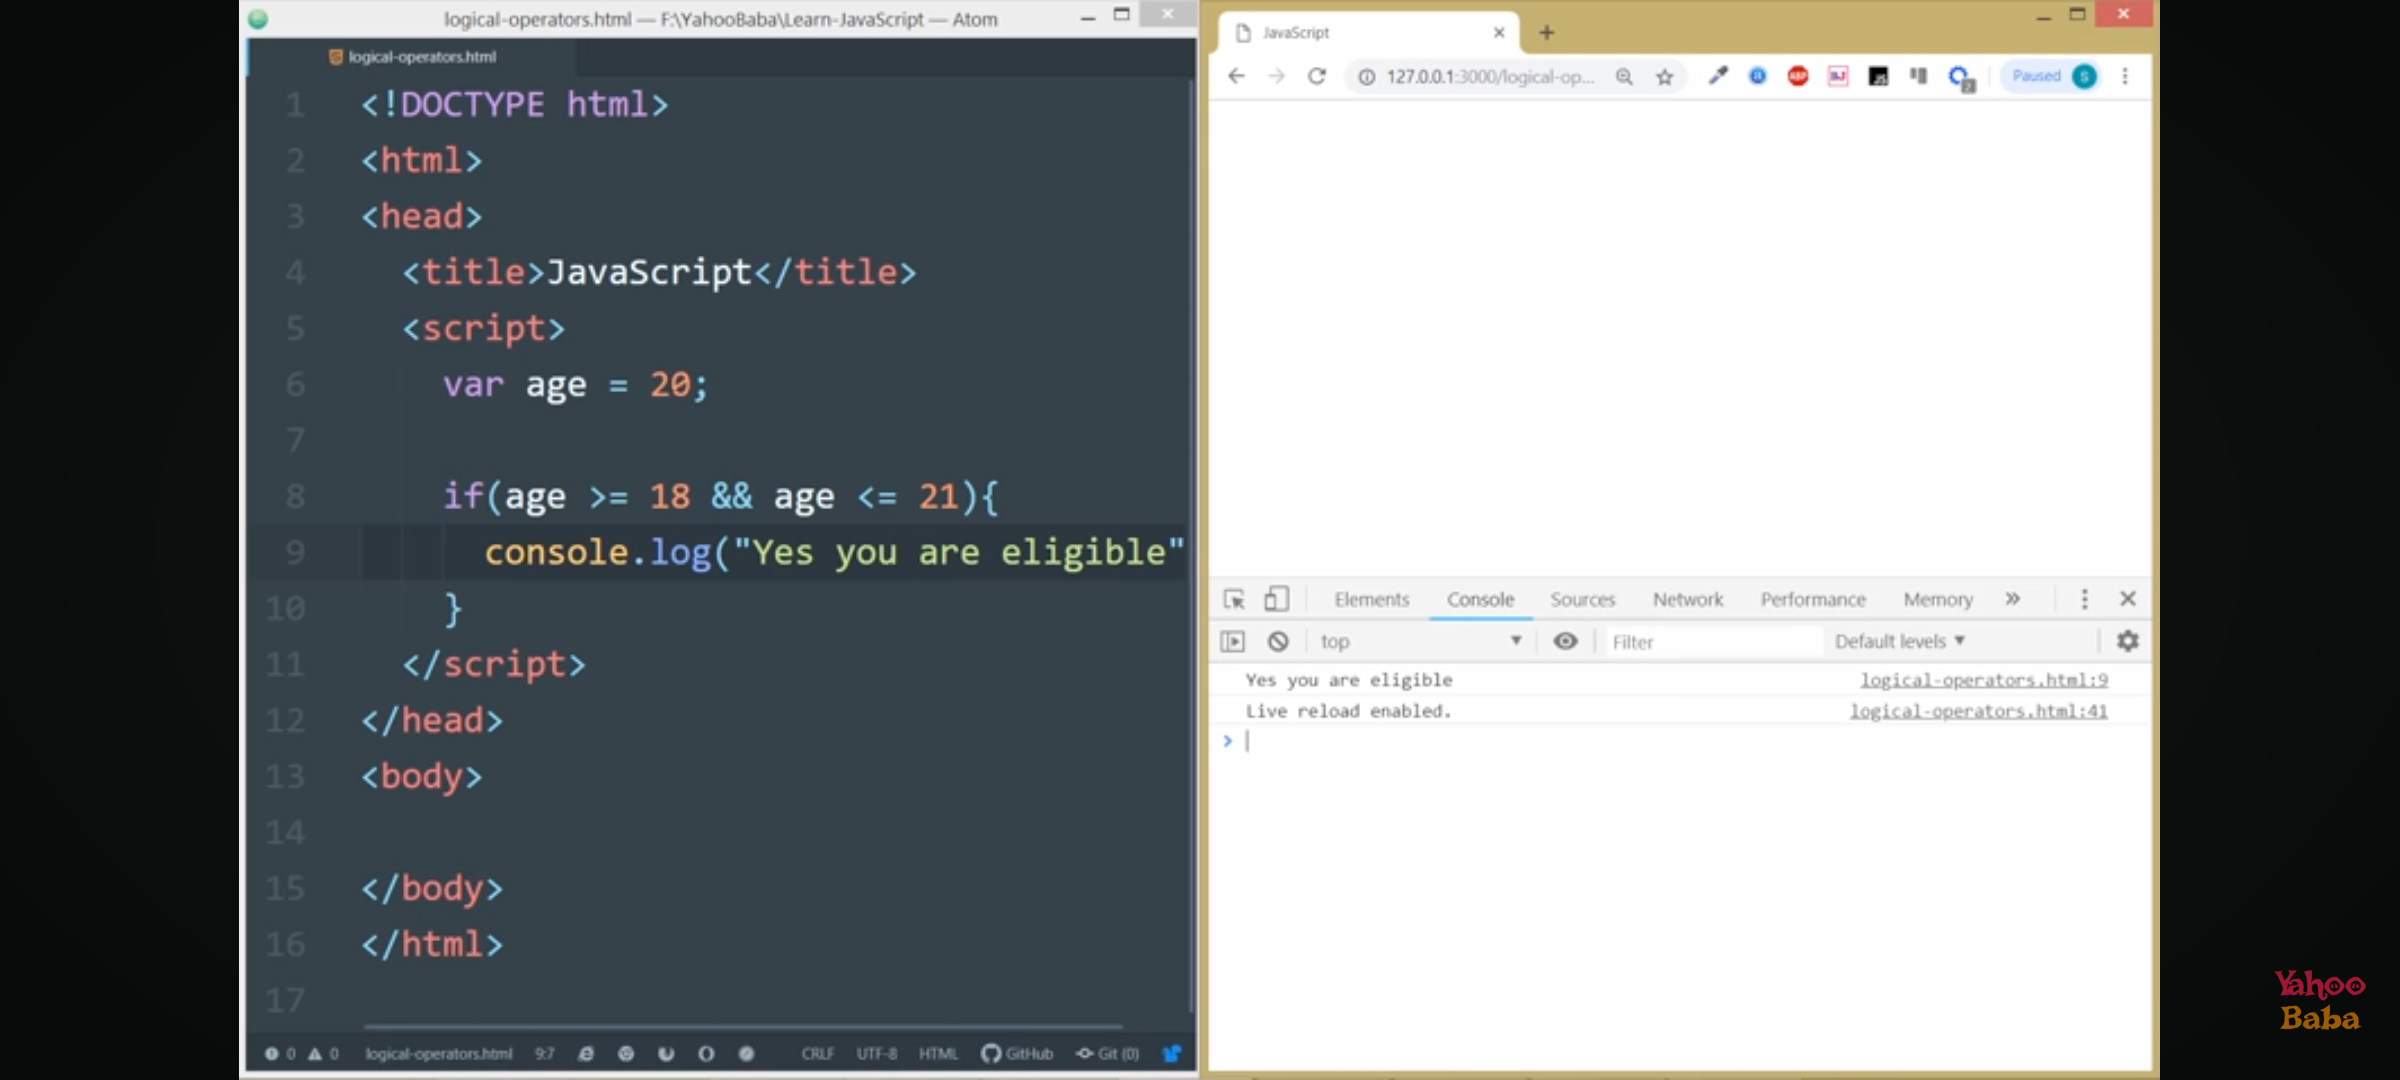 logical-operators.html — F:\YahooBaba\Learn-JavaScript — Atom
logical-operators.html
1 <!DOCTYPE html>
2 <html>
3 <head>
4 <title>JavaScript</title>
5 <script>
6 var age = 20;
7
8 if(age >= 18 && age <= 21){
9 console.log("Yes you are eligible"
10 }
11 </script>
12 </head>
13 <body>
14
15 </body>
16 </html>
17
0 0 logical-operators.html 9:7 CRLF UTF-8 HTML GitHub Git (0)
JavaScript
127.0.0.1:3000/logical-op... ABP Paused S
Elements Console Sources Network Performance Memory
top Filter Default levels
Yes you are eligible logical-operators.html:9
Live reload enabled. logical-operators.html:41
>
Yahoo
Baba